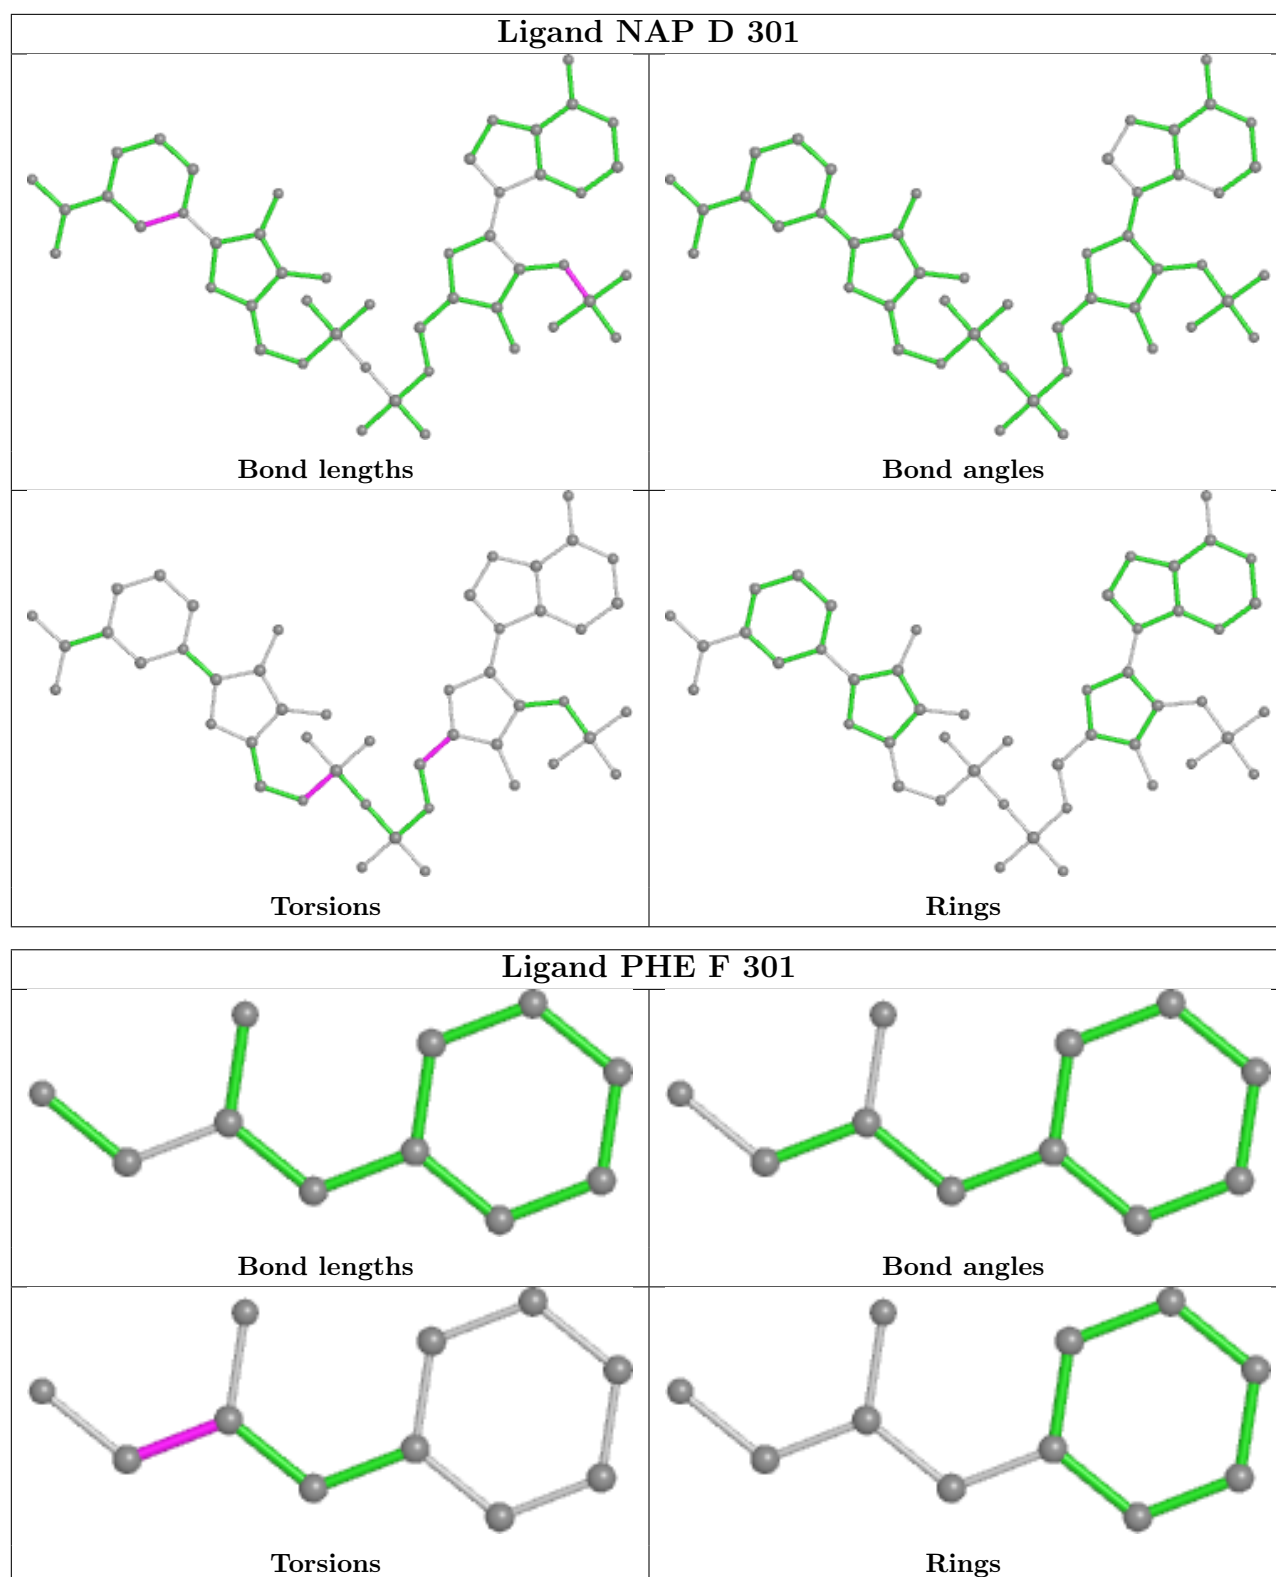 Ligand NAP D 301
Bond lengths
Bond angles
Torsions
Rings
Ligand PHE F 301
Bond lengths
Bond angles
Torsions
Rings